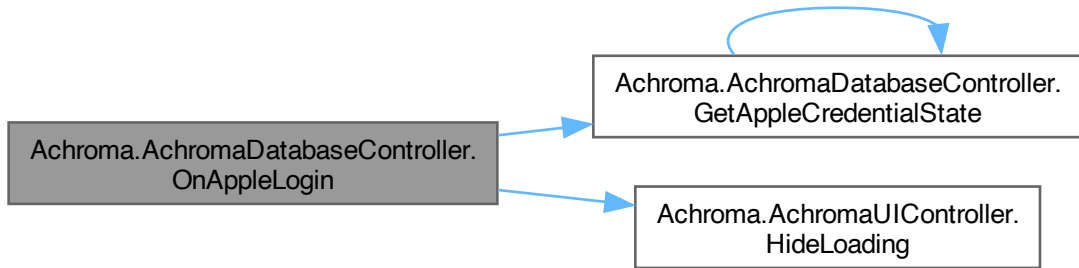 Achroma.AchromaDatabaseController.
OnAppleLogin
Achroma.AchromaDatabaseController.
GetAppleCredentialState
Achroma.AchromaUIController.
HideLoading